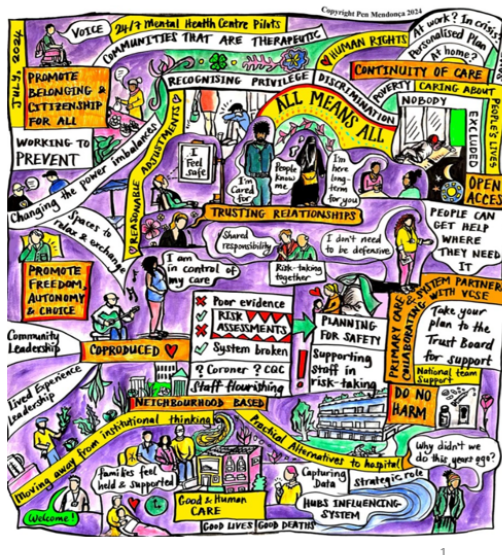 Copyright Pen Mendonça 2024
JULY, 2024
VOICE
24/7 Mental Health Centre Pilots
COMMUNITIES THAT ARE THERAPEUTIC
HUMAN RIGHTS
At work? In crisis?
Personalised Plan
At home?
PROMOTE
BELONGING &
CITIZENSHIP
FOR ALL
RECOGNISING PRIVILEGE
DISCRIMINATION
POVERTY
CONTINUITY OF CARE
CARING ABOUT
PEOPLE'S LIVES
NOBODY
EXCLUDED
ALL MEANS ALL
WORKING TO
PREVENT
Changing the power imbalance
REASONABLE ADJUSTMENTS
I
Feel
safe
I'm
Cared
for
People
know
me
I'm
here
long-
term
for you
OPEN
ACCESS
TRUSTING RELATIONSHIPS
Spaces to
relax & exchange
Shared
responsibility
I don't need
to be defensive
Risk-taking
together
PEOPLE CAN
GET HELP
WHERE
THEY NEED
IT
PROMOTE
FREEDOM,
AUTONOMY
& CHOICE
I am
in control of
my care
Poor evidence
RISK
ASSESSMENTS
System broken
? Coroner ? CQC
Staff flourishing
PLANNING
FOR SAFETY
Supporting
Staff in
risk-taking
PRIMARY CARE
COLLABORATING
SYSTEM PARTNERS
WITH VCSE
Take your
plan to the
Trust Board
for support
National team
Support
Community
Leadership
COPRODUCED
Lived Experience
Leadership
NEIGHBOURHOOD BASED
DO NO
HARM
Moving away from institutional thinking
Practical Alternatives to hospital
Why didn't we
do this years ago?
families feel
held & supported
Capturing
Data
Strategic role
Welcome!
Good & Human
CARE
HUBS INFLUENCING
SYSTEM
GOOD LIVES
GOOD DEATHS
1